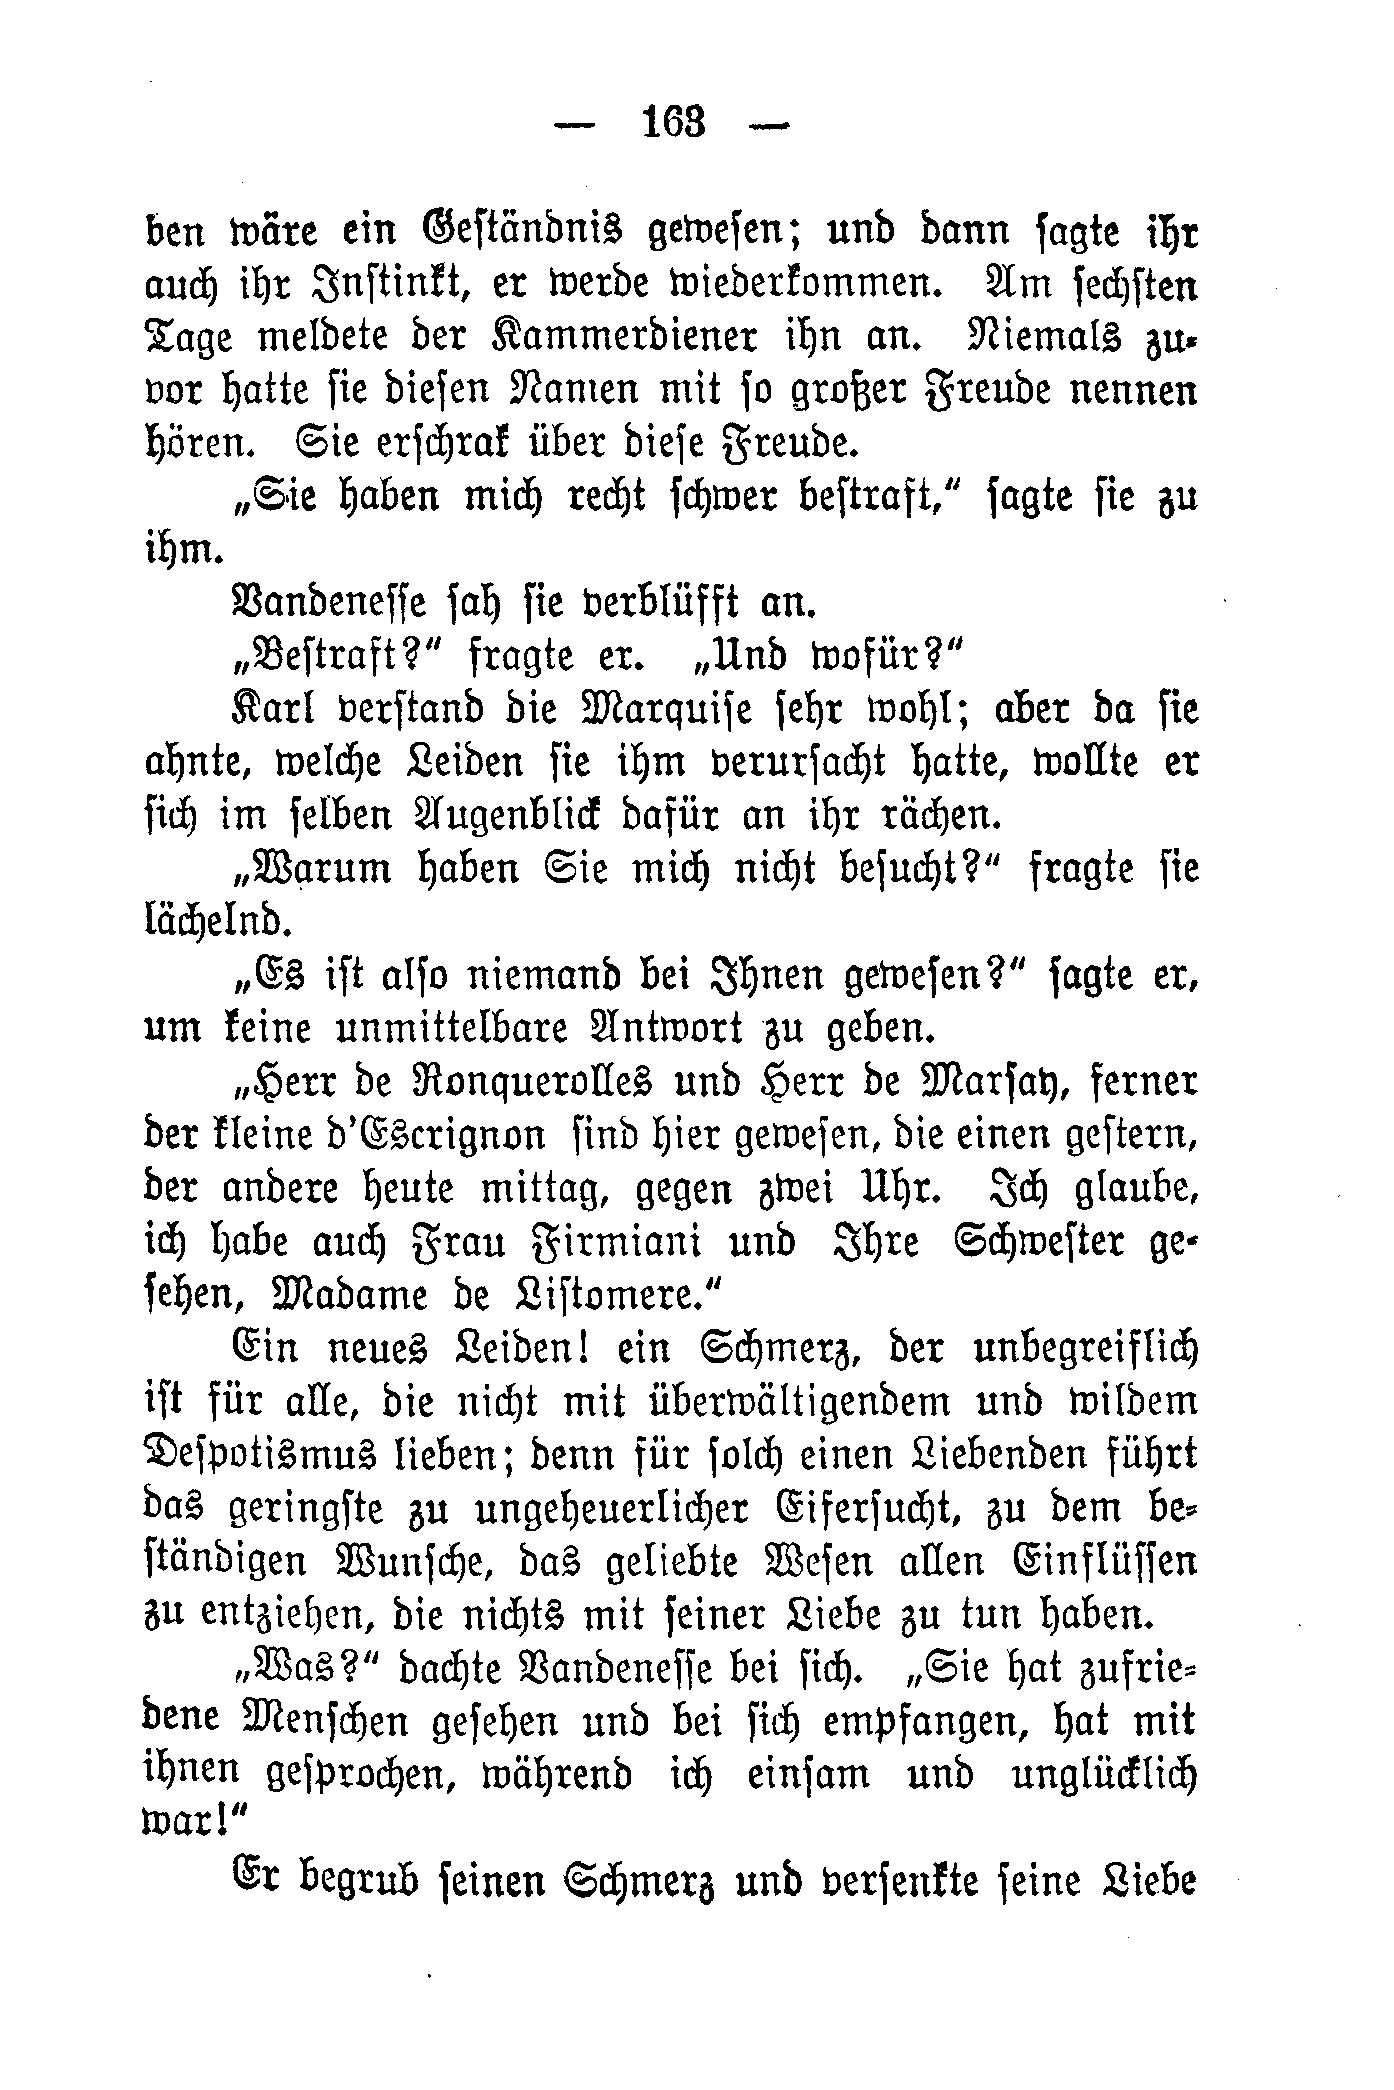 — 163 —
ben wäre ein Geſtändnis geweſen; und dann ſagte ihr
auch ihr Inſtinkt, er werde wiederkommen. Am ſechſten
Tage meldete der Kammerdiener ihn an. Niemals zu-
vor hatte ſie dieſen Namen mit ſo großer Freude nennen
hören. Sie erſchrak über dieſe Freude.
„Sie haben mich recht ſchwer beſtraft,“ ſagte ſie zu
ihm.
Vandeneſſe ſah ſie verblüfft an.
„Beſtraft?“ fragte er. „Und wofür?“
Karl verſtand die Marquiſe ſehr wohl; aber da ſie
ahnte, welche Leiden ſie ihm verurſacht hatte, wollte er
ſich im ſelben Augenblick dafür an ihr rächen.
„Warum haben Sie mich nicht beſucht?“ fragte ſie
lächelnd.
„Es iſt alſo niemand bei Ihnen geweſen?“ ſagte er,
um keine unmittelbare Antwort zu geben.
„Herr de Ronquerolles und Herr de Marſay, ferner
der kleine d'Escrignon ſind hier geweſen, die einen geſtern,
der andere heute mittag, gegen zwei Uhr. Ich glaube,
ich habe auch Frau Firmiani und Ihre Schweſter ge-
ſehen, Madame de Liſtomere.“
Ein neues Leiden! ein Schmerz, der unbegreiflich
iſt für alle, die nicht mit überwältigendem und wildem
Deſpotismus lieben; denn für ſolch einen Liebenden führt
das geringſte zu ungeheuerlicher Eiferſucht, zu dem be-
ſtändigen Wunſche, das geliebte Weſen allen Einflüſſen
zu entziehen, die nichts mit ſeiner Liebe zu tun haben.
„Was?“ dachte Vandeneſſe bei ſich. „Sie hat zufrie-
dene Menſchen geſehen und bei ſich empfangen, hat mit
ihnen geſprochen, während ich einſam und unglücklich
war!“
Er begrub ſeinen Schmerz und verſenkte ſeine Liebe